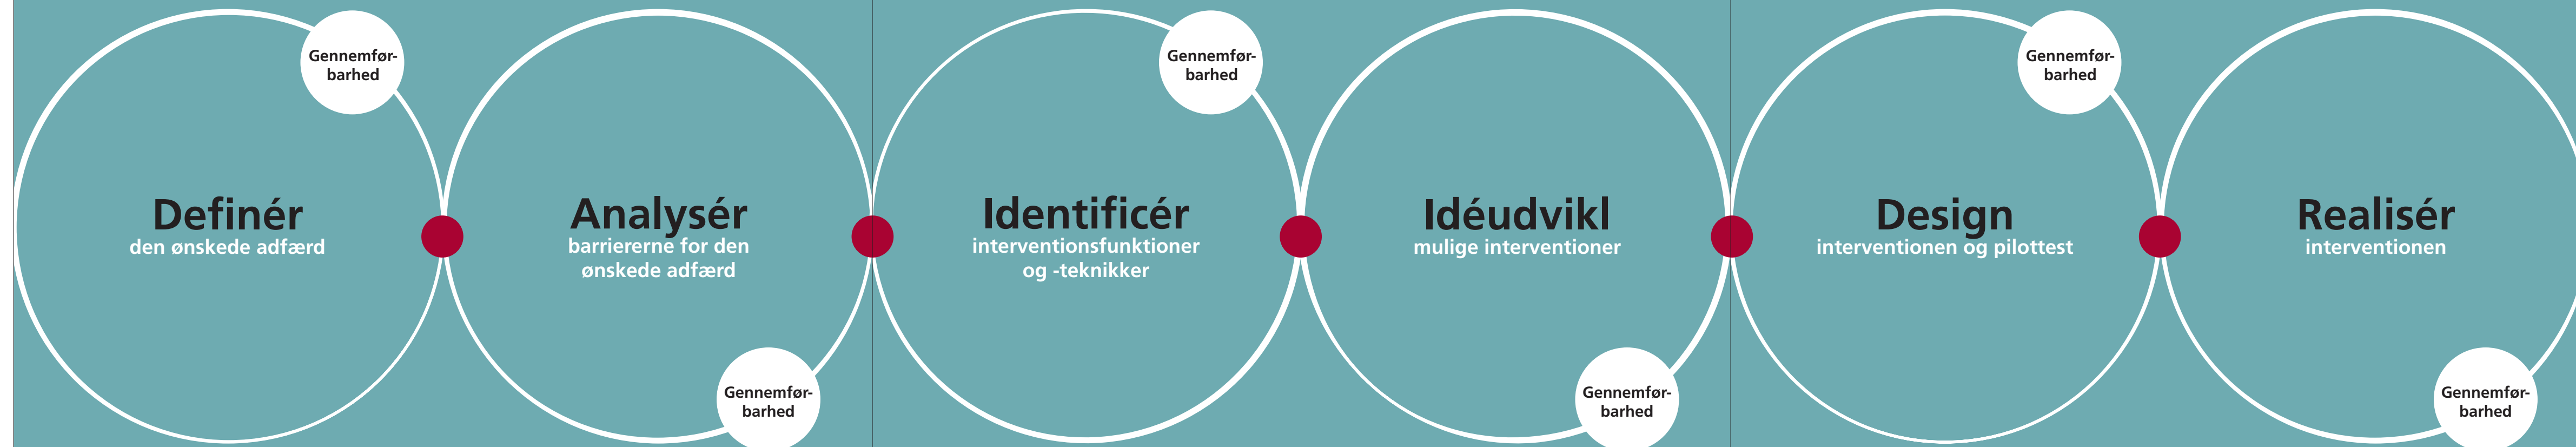 Gennemfør-
barhed
Definér
den ønskede adfærd
Analysér
barriererne for den
ønskede adfærd
Gennemfør-
barhed
Gennemfør-
barhed
Identificér
interventionsfunktioner
og -teknikker
Idéudvikl
mulige interventioner
Gennemfør-
barhed
Gennemfør-
barhed
Design
interventionen og pilottest
Realisér
interventionen
Gennemfør-
barhed